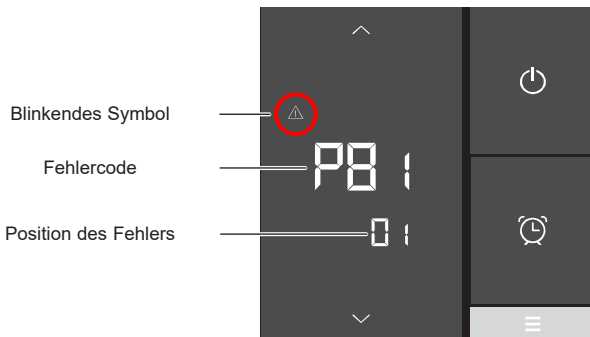 Blinkendes Symbol
Fehlercode
P81
Position des Fehlers
01